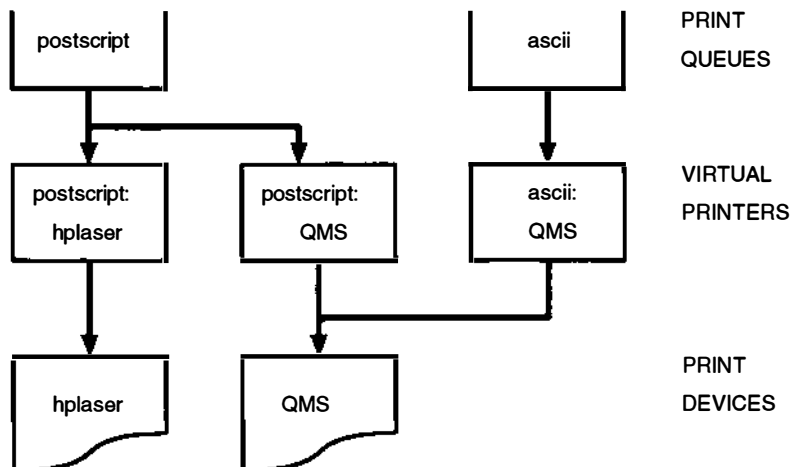 postscript
ascii
PRINT
QUEUES
postscript:
hplaser
postscript:
QMS
ascii:
QMS
VIRTUAL
PRINTERS
hplaser
QMS
PRINT
DEVICES